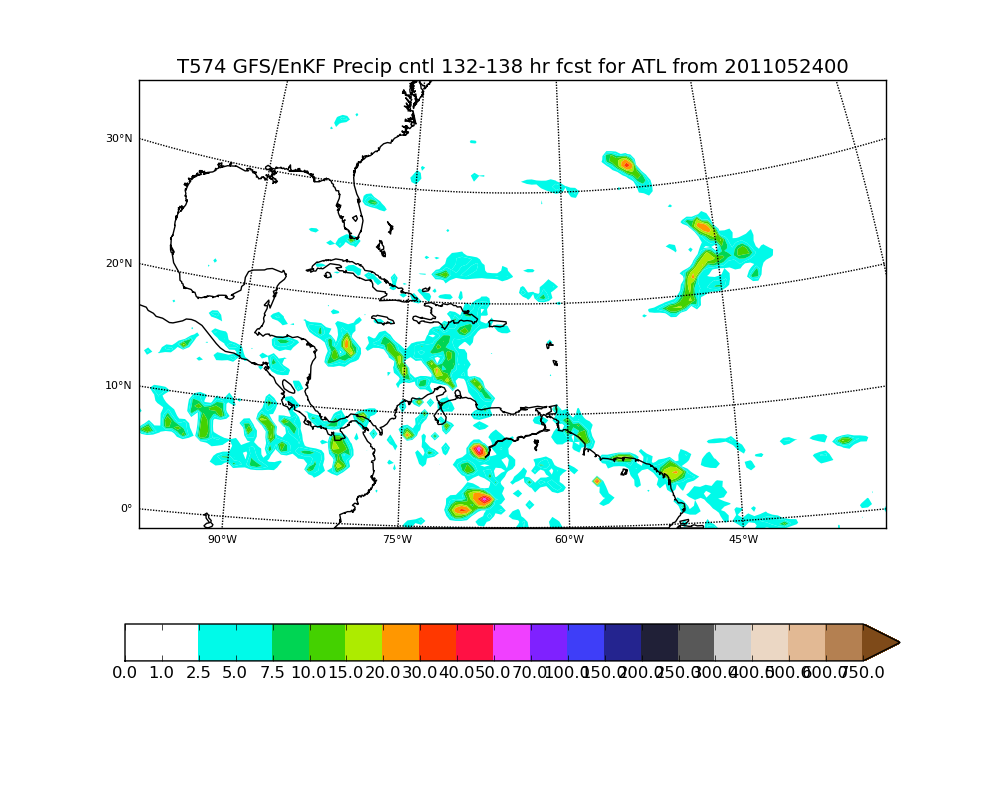 T574 GFS/EnKF Precip cntl 132-138 hr fcst for ATL from 2011052400
30°N
20°N
10°N
0°
90°W 75°W 60°W 45°W
0.0 1.0 2.5 5.0 7.5 10.0 15.0 20.0 30.0 40.0 50.0 70.0 100.0 150.0 200.0 250.0 300.0 400.0 500.0 600.0 750.0